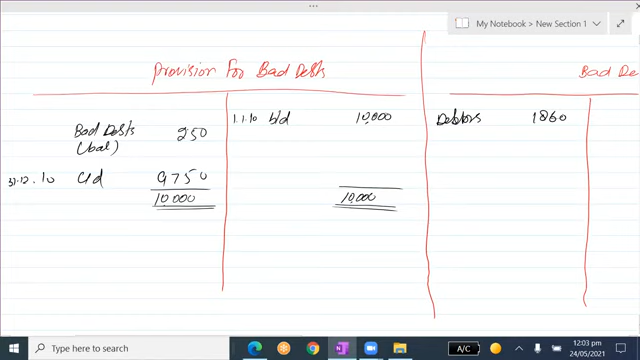 My Notebook > New Section 1
Provision For Bad Debts
Bad De
1.1.10 b/d 10,000
Debtors 1860
Bad Debts 250
(bal)
31.12.10 c/d 9750
10000
10,000
Type here to search
A/C
12:03 pm
24/05/2021